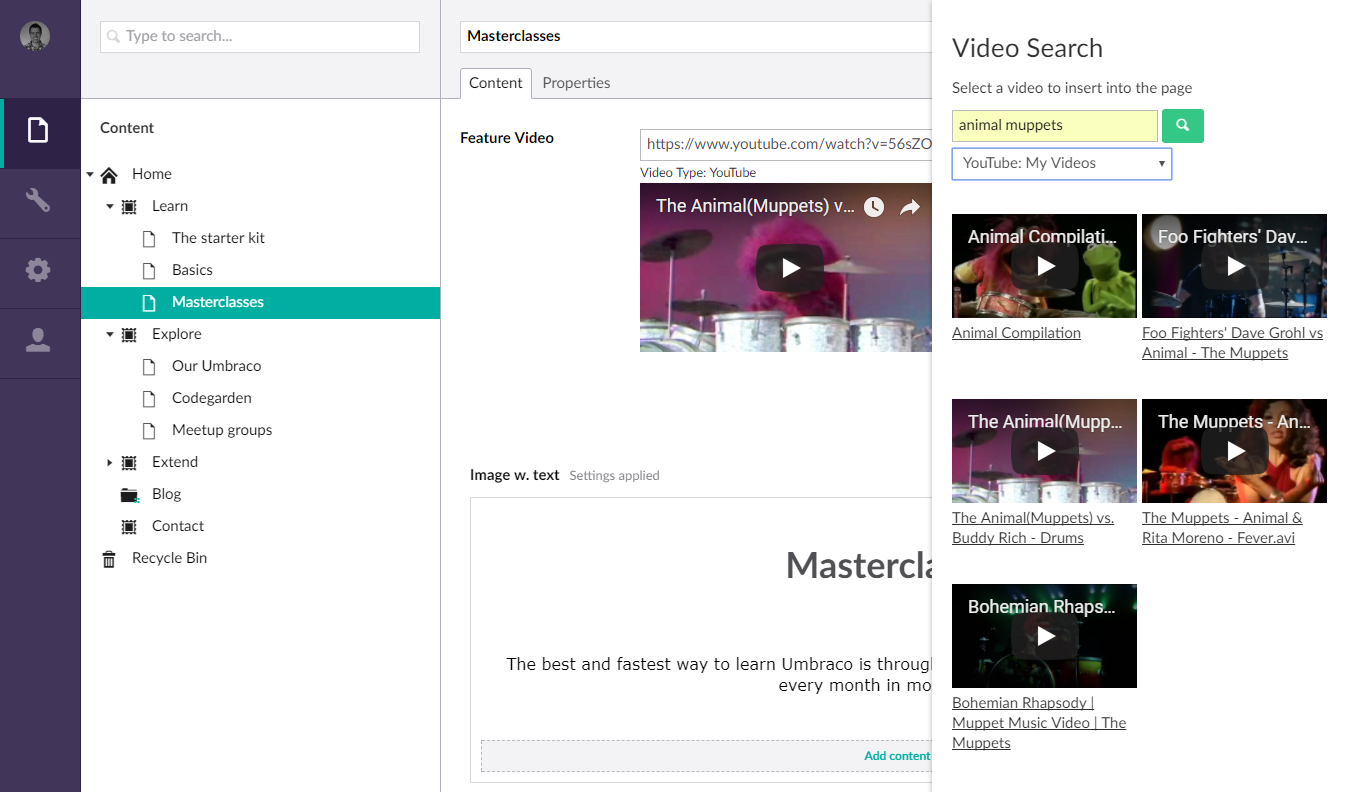 Type to search...
Content
Home
Learn
The starter kit
Basics
Masterclasses
Explore
Our Umbraco
Codegarden
Meetup groups
Extend
Blog
Contact
Recycle Bin
Masterclasses
Content Properties
Feature Video
https://www.youtube.com/watch?v=56sZO
Video Type: YouTube
The Animal(Muppets) v...
Image w. text Settings applied
Mastercla
The best and fastest way to learn Umbraco is throug
every month in mo
Add content
Video Search
Select a video to insert into the page
animal muppets
YouTube: My Videos
Animal Compilati...
Animal Compilation
Foo Fighters' Dav...
Foo Fighters' Dave Grohl vs
Animal - The Muppets
The Animal(Mupp...
The Animal(Muppets) vs.
Buddy Rich - Drums
The Muppets - An...
The Muppets - Animal &
Rita Moreno - Fever.avi
Bohemian Rhaps...
Bohemian Rhapsody |
Muppet Music Video | The
Muppets